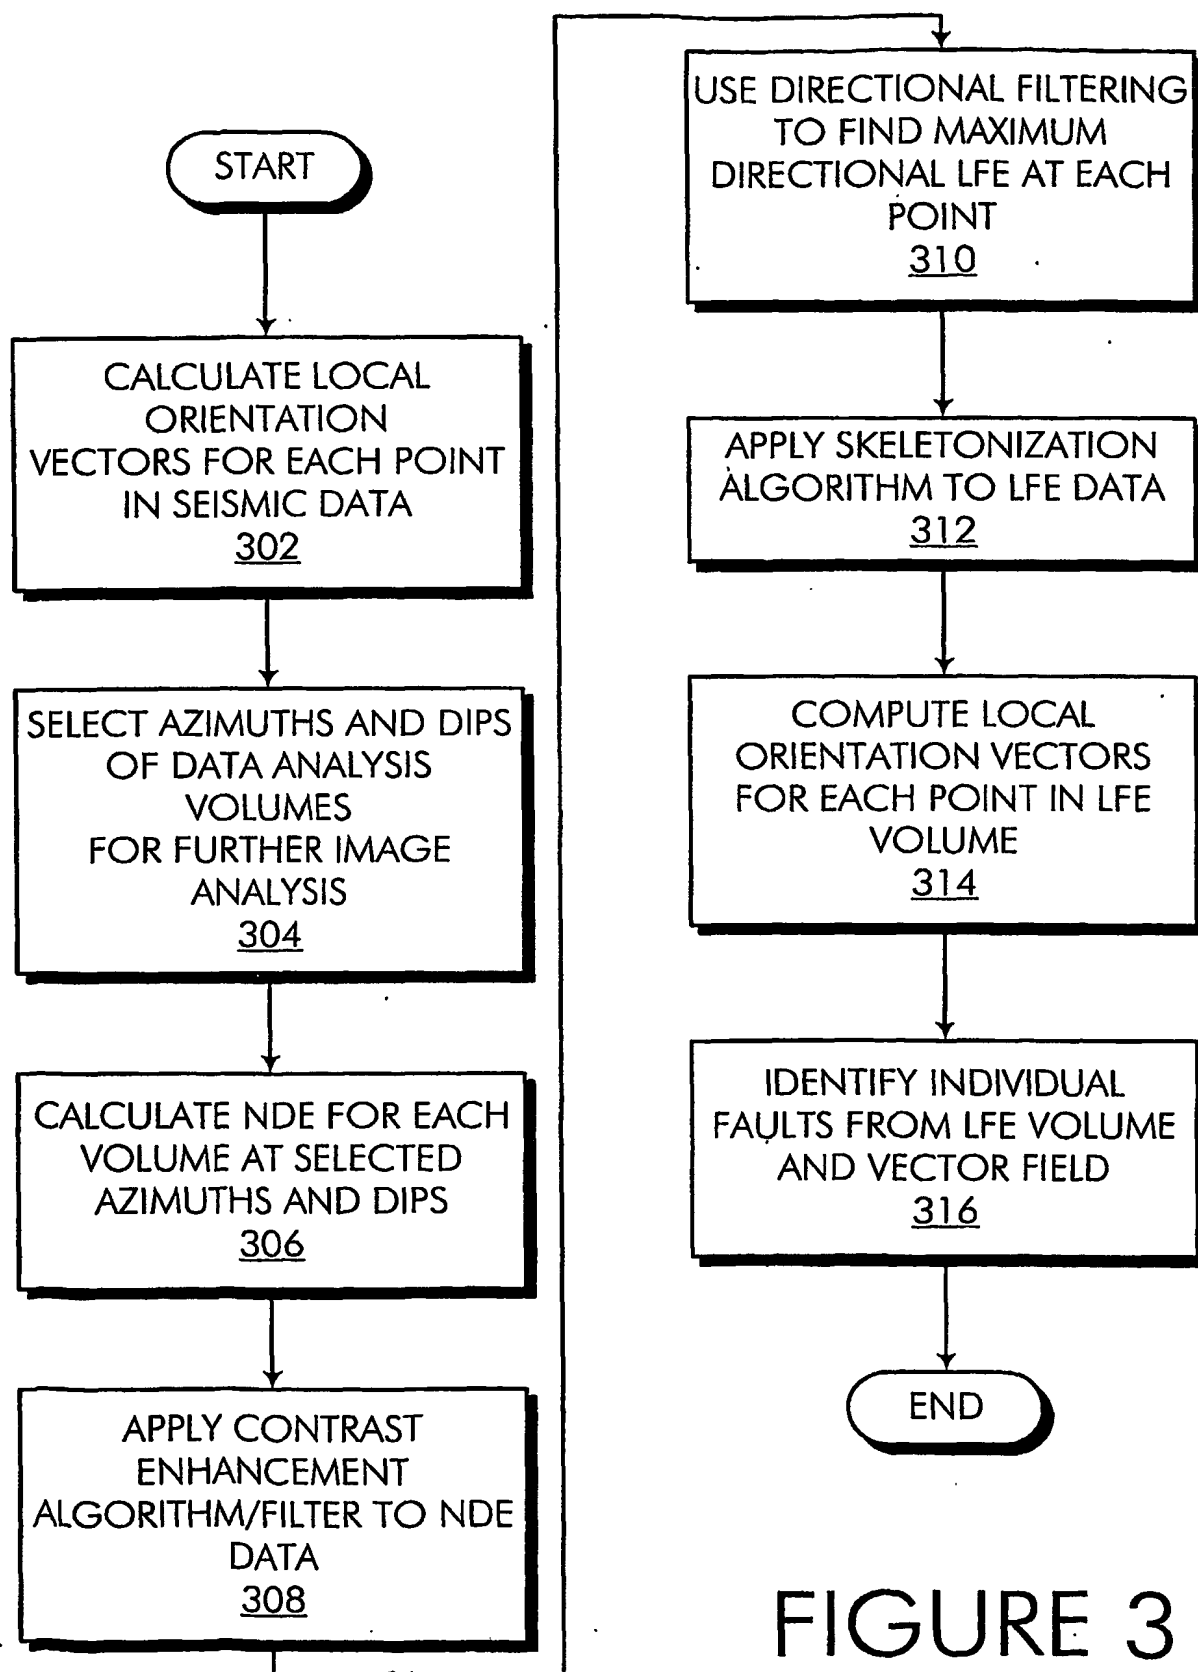 START
CALCULATE LOCAL
ORIENTATION
VECTORS FOR EACH POINT
IN SEISMIC DATA
302
SELECT AZIMUTHS AND DIPS
OF DATA ANALYSIS
VOLUMES
FOR FURTHER IMAGE
ANALYSIS
304
CALCULATE NDE FOR EACH
VOLUME AT SELECTED
AZIMUTHS AND DIPS
306
APPLY CONTRAST
ENHANCEMENT
ALGORITHM/FILTER TO NDE
DATA
308
USE DIRECTIONAL FILTERING
TO FIND MAXIMUM
DIRECTIONAL LFE AT EACH
POINT
310
APPLY SKELETONIZATION
ALGORITHM TO LFE DATA
312
COMPUTE LOCAL
ORIENTATION VECTORS
FOR EACH POINT IN LFE
VOLUME
314
IDENTIFY INDIVIDUAL
FAULTS FROM LFE VOLUME
AND VECTOR FIELD
316
END
FIGURE 3